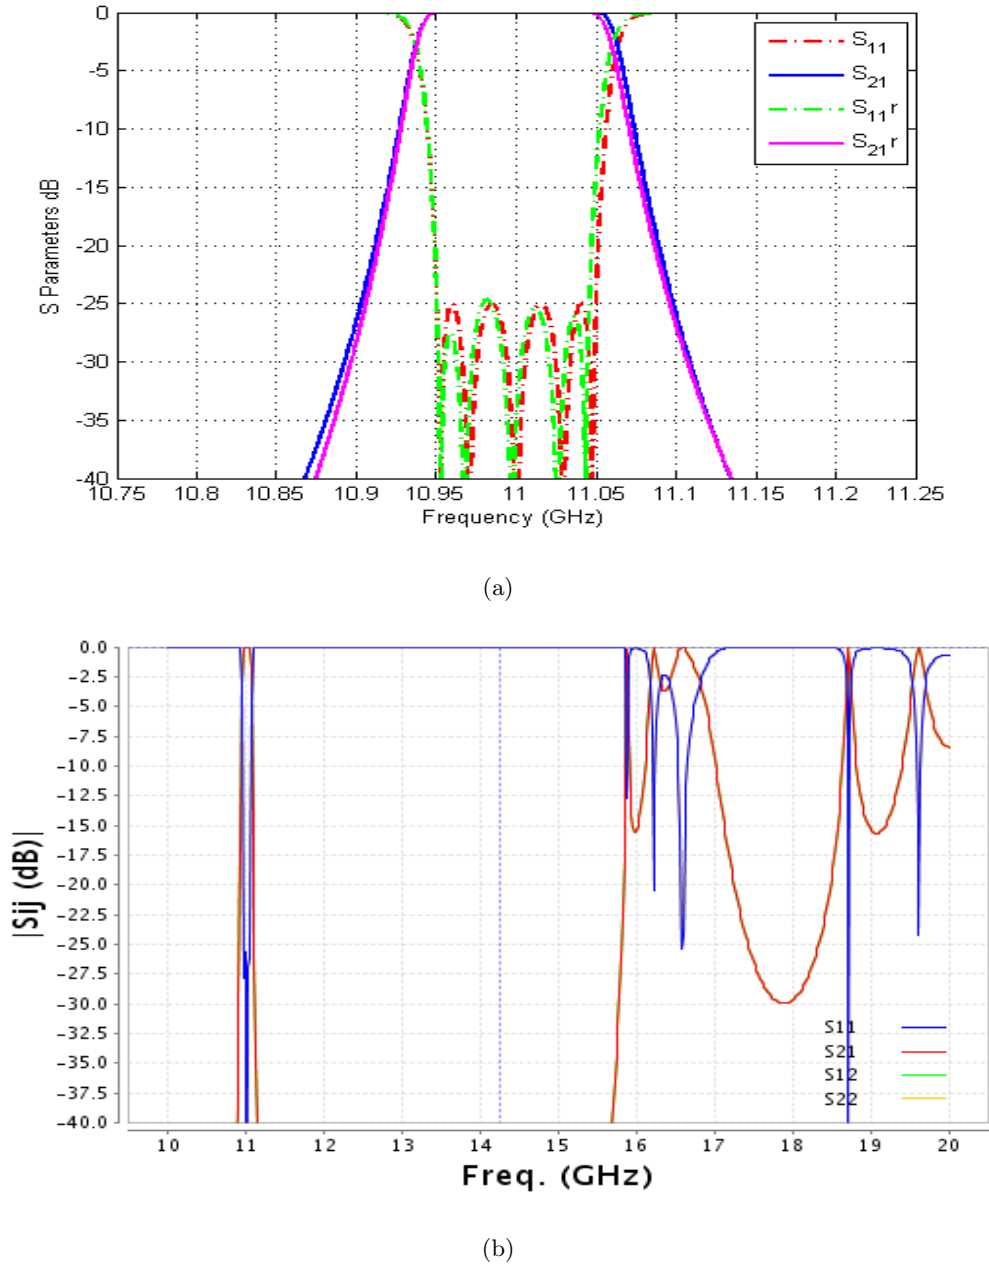 0
-5
-10
-15
-20
-25
-30
-35
-40
S Parameters dB
S11
S21
S11r
S21r
10.75 10.8 10.85 10.9 10.95 11 11.05 11.1 11.15 11.2 11.25
Frequency (GHz)
(a)
0.0
-2.5
-5.0
-7.5
-10.0
-12.5
-15.0
-17.5
-20.0
-22.5
-25.0
-27.5
-30.0
-32.5
-35.0
-37.5
-40.0
|Sij (dB)|
S11
S21
S12
S22
10 11 12 13 14 15 16 17 18 19 20
Freq. (GHz)
(b)